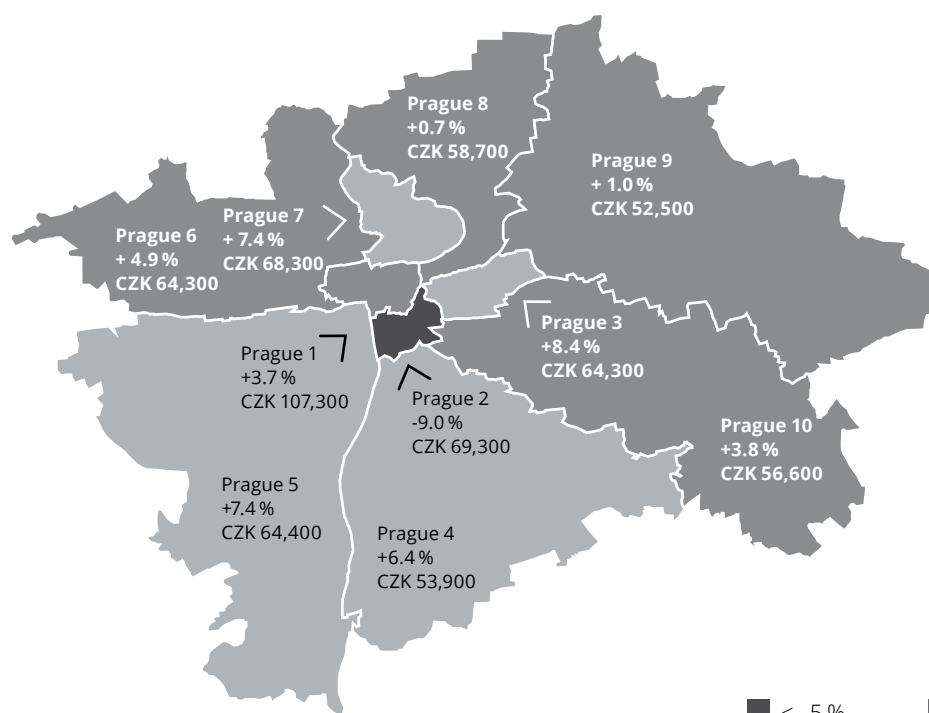 Prague 8
+0.7 %
CZK 58,700
Prague 9
+ 1.0 %
CZK 52,500
Prague 7
+ 7.4 %
CZK 68,300
Prague 6
+ 4.9 %
CZK 64,300
Prague 3
+8.4 %
CZK 64,300
Prague 1
+3.7 %
CZK 107,300
Prague 2
-9.0 %
CZK 69,300
Prague 10
+3.8 %
CZK 56,600
Prague 5
+7.4 %
CZK 64,400
Prague 4
+6.4 %
CZK 53,900